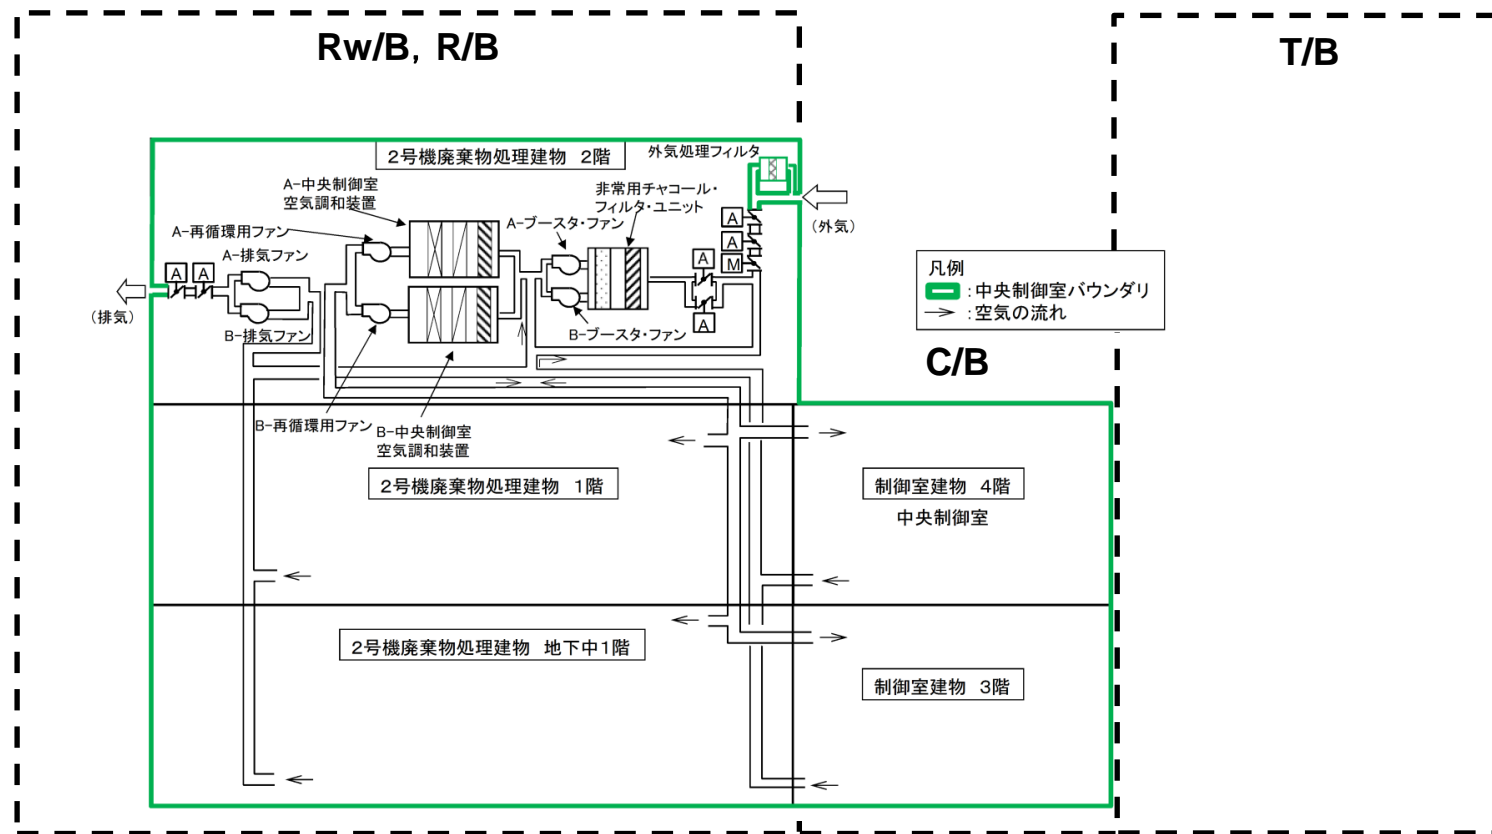 Rw/B, R/B
T/B
2号機廃棄物処理建物 2階
外気処理フィルタ
A-中央制御室
空気調和装置
非常用チャコール・
フィルタ・ユニット
A-再循環用ファン
A-ブースタ・ファン
A-排気ファン
(外気)
A
A
M
A
A
A
A
(排気)
B-排気ファン
B-ブースタ・ファン
凡例
:中央制御室バウンダリ
:空気の流れ
C/B
B-再循環用ファン
B-中央制御室
空気調和装置
2号機廃棄物処理建物 1階
制御室建物 4階
中央制御室
2号機廃棄物処理建物 地下中1階
制御室建物 3階